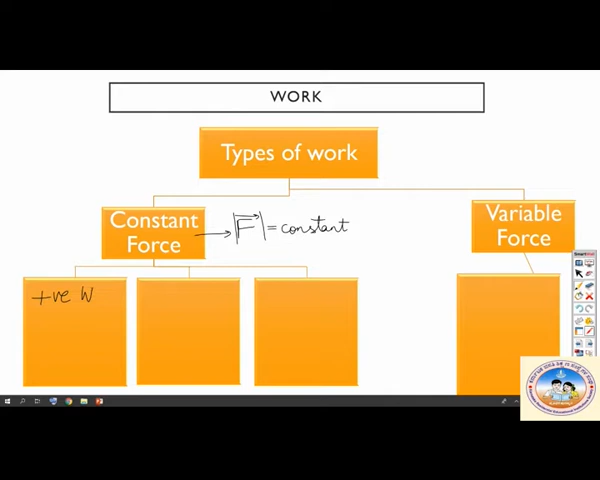 WORK
Types of work
Constant
Force
|F⃗| = constant
Variable
Force
+ve W